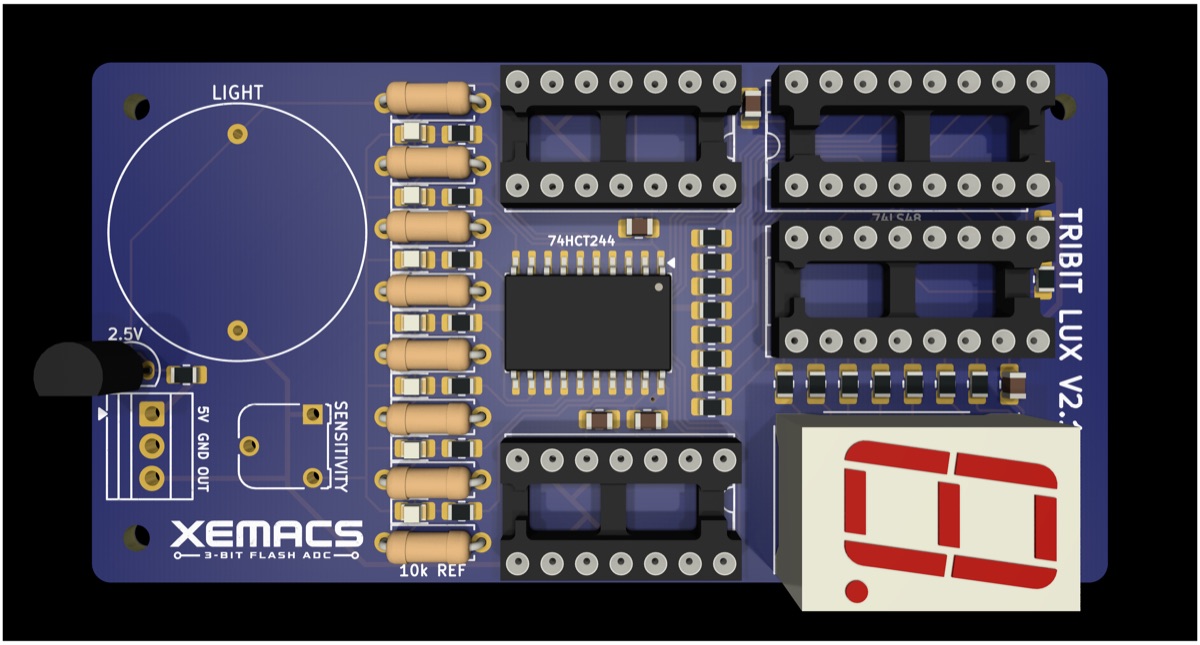 LIGHT
74HCT244
74LS48
2.5V
5V GND OUT
SENSITIVITY
XEMACS
3-BIT FLASH ADC
10k REF
TRIBIT LUX V2.